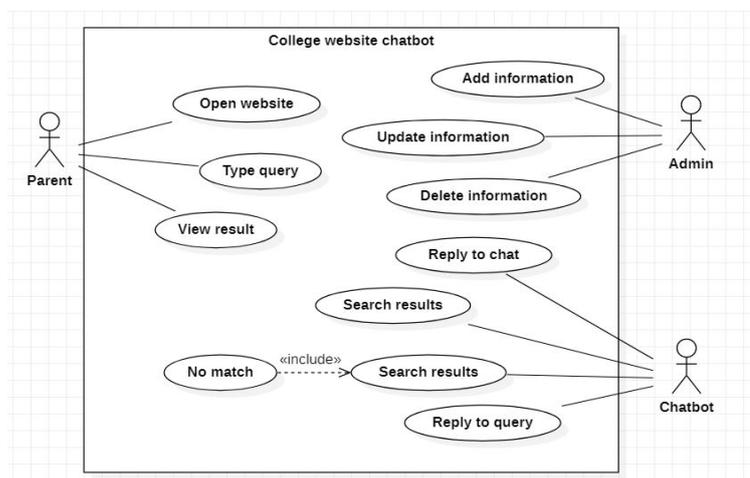 College website chatbot
Add information
Open website
Update information
Admin
Type query
Parent
Delete information
View result
Reply to chat
Search results
«include»
No match
Search results
Chatbot
Reply to query